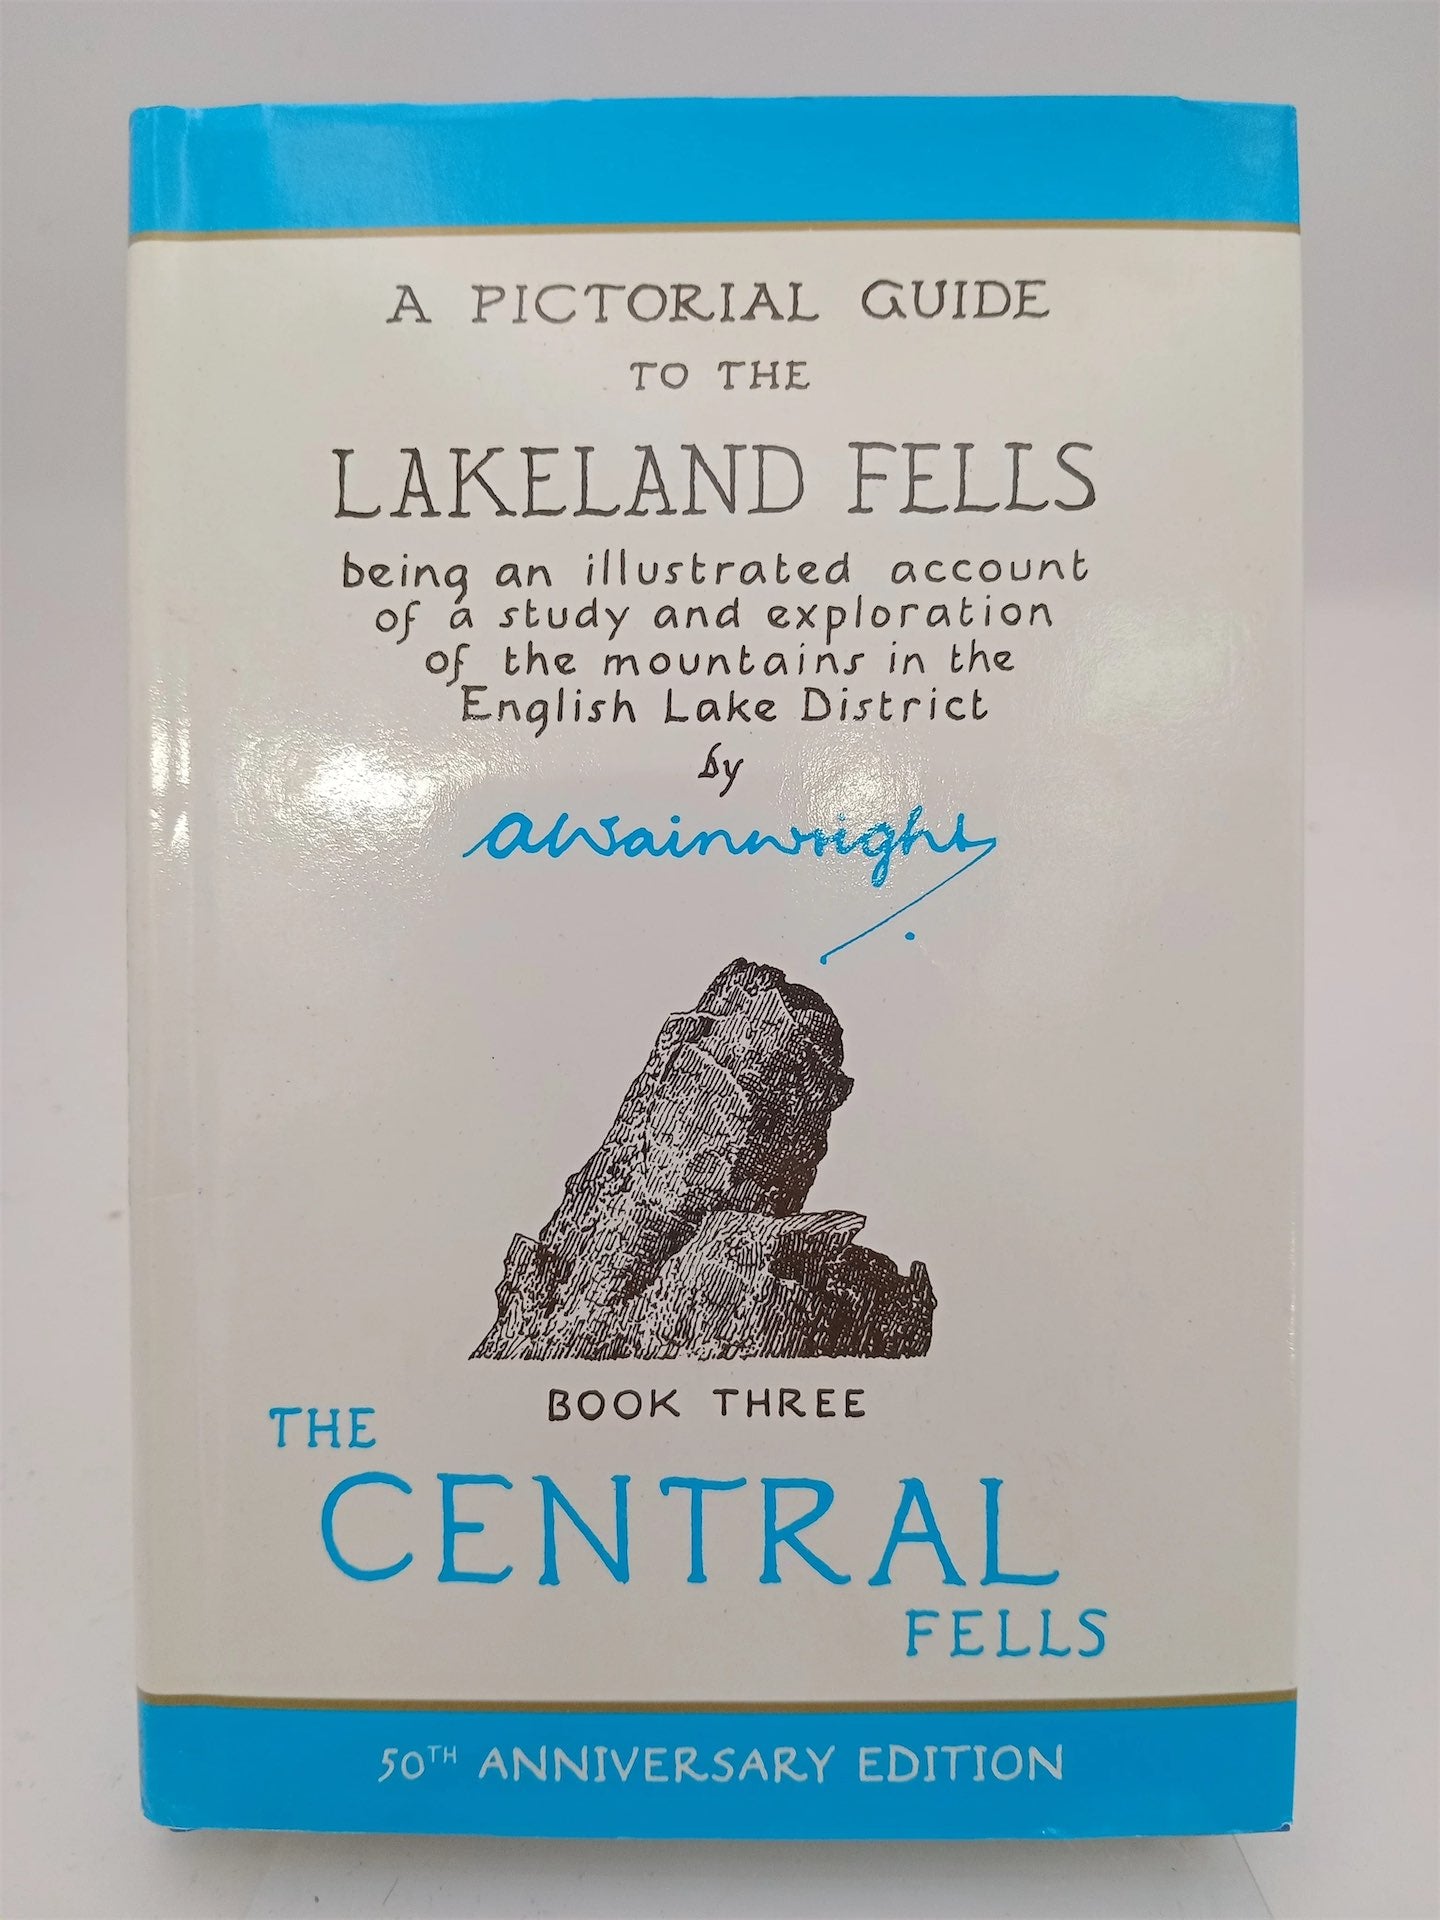 A PICTORIAL GUIDE
TO THE
LAKELAND FELLS
being an illustrated account
of a study and exploration
of the mountains in the
English Lake District
by
AWainwright
BOOK THREE
THE
CENTRAL
FELLS
50TH ANNIVERSARY EDITION